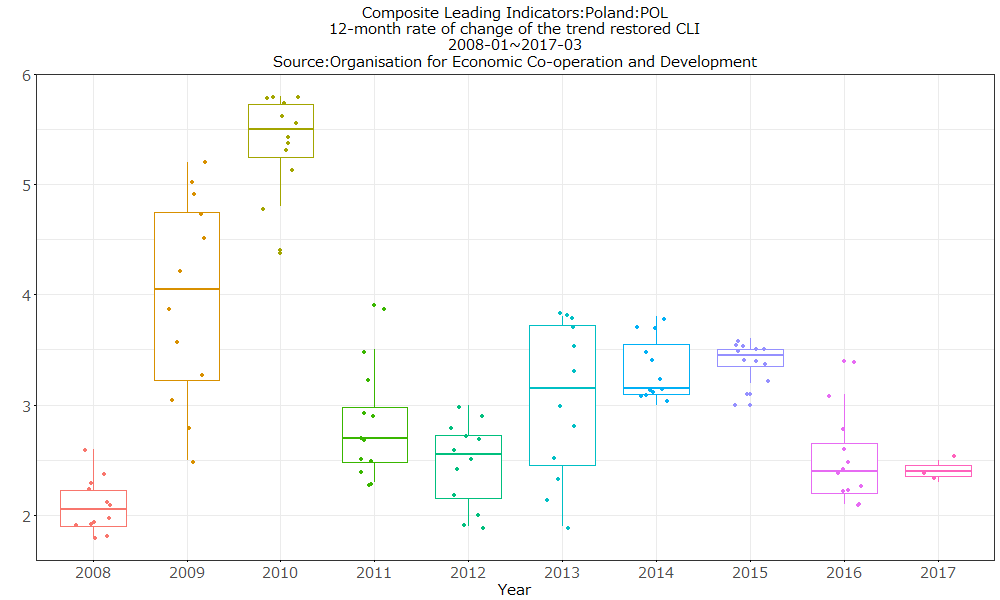 Composite Leading Indicators:Poland:POL
12-month rate of change of the trend restored CLI
2008-01~2017-03
Source:Organisation for Economic Co-operation and Development
6
5
4
3
2
2008 2009 2010 2011 2012 2013 2014 2015 2016 2017
Year